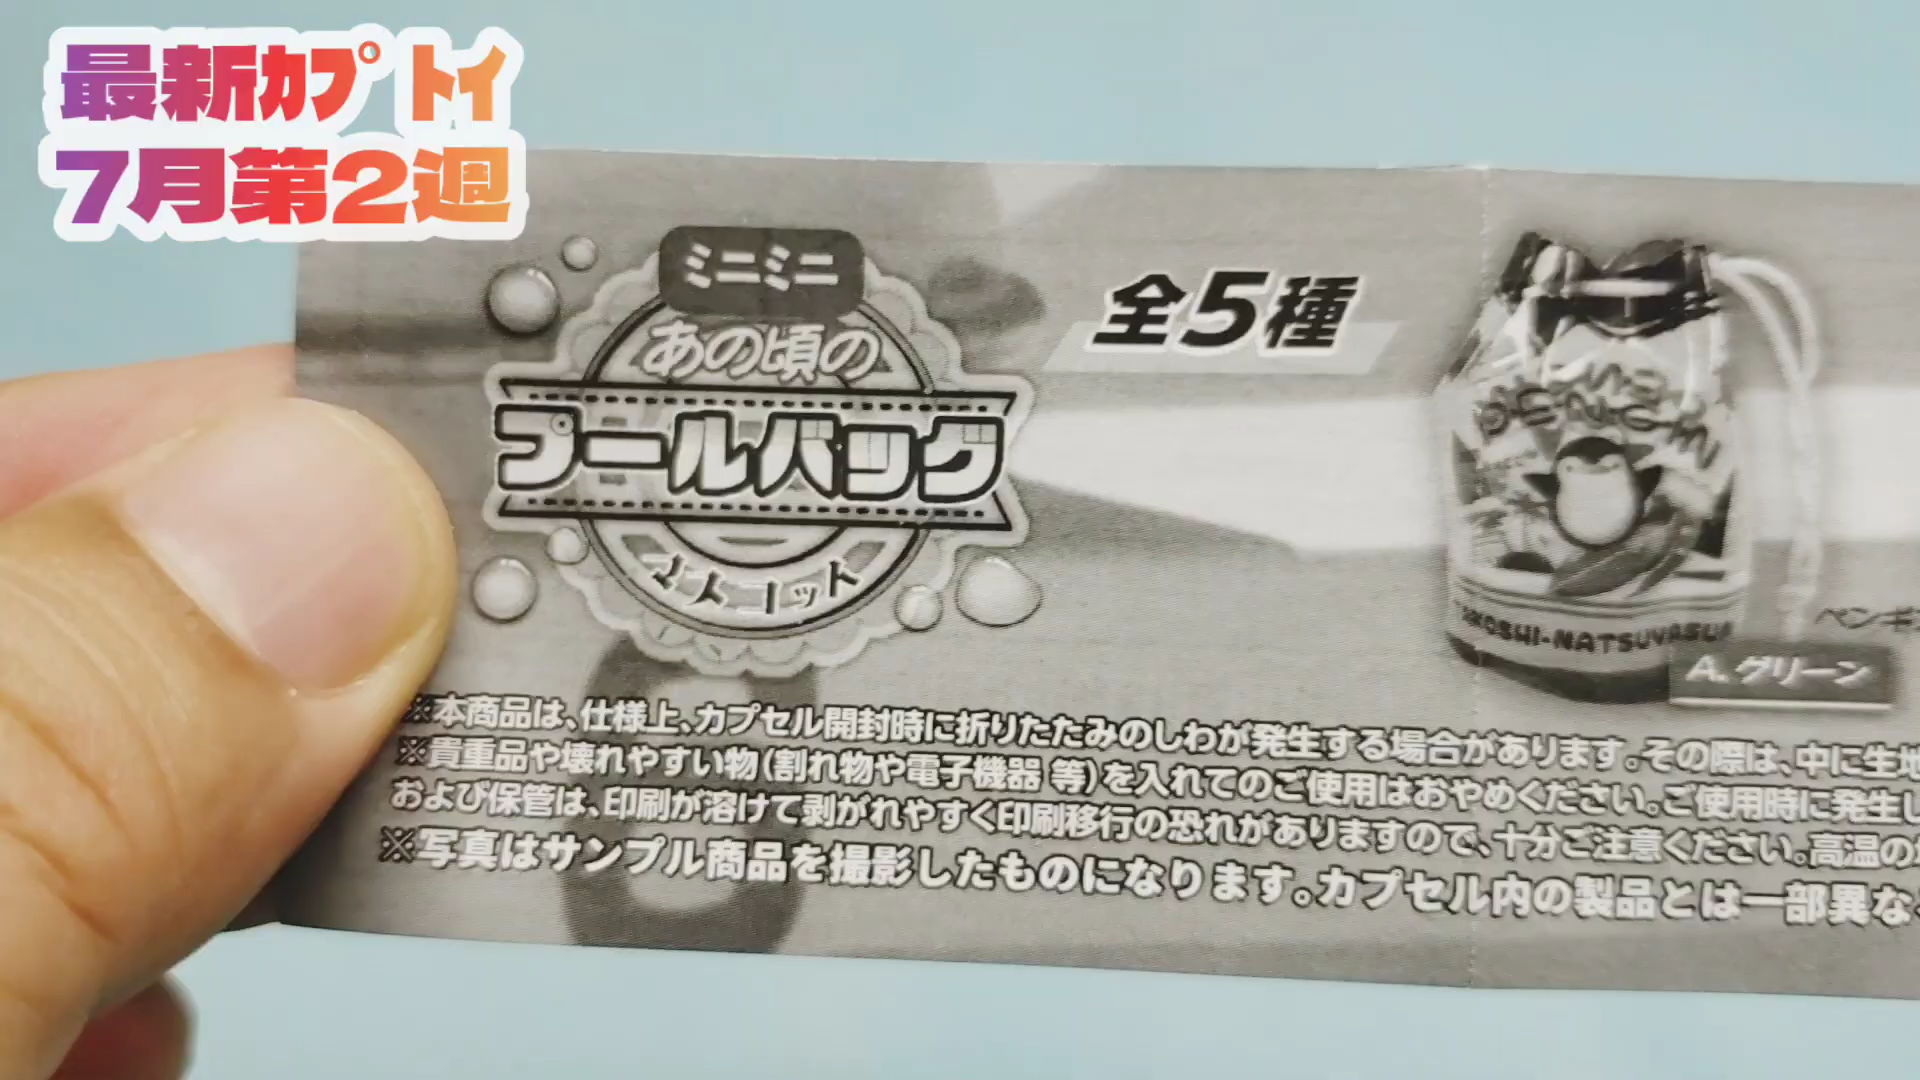 最新カプトイ
7月第2週
ミニミニ
あの頃の
プールバッグ
マスコット
全5種
A.グリーン
※本商品は、仕様上、カプセル開封時に折りたたみのしわが発生する場合があります。その際は、中に生地
※貴重品や壊れやすい物(割れ物や電子機器 等)を入れてのご使用はおやめください。ご使用時に発生し
および保管は、印刷が溶けて剥がれやすく印刷移行の恐れがありますので、十分ご注意ください。高温の
※写真はサンプル商品を撮影したものになります。カプセル内の製品とは一部異な